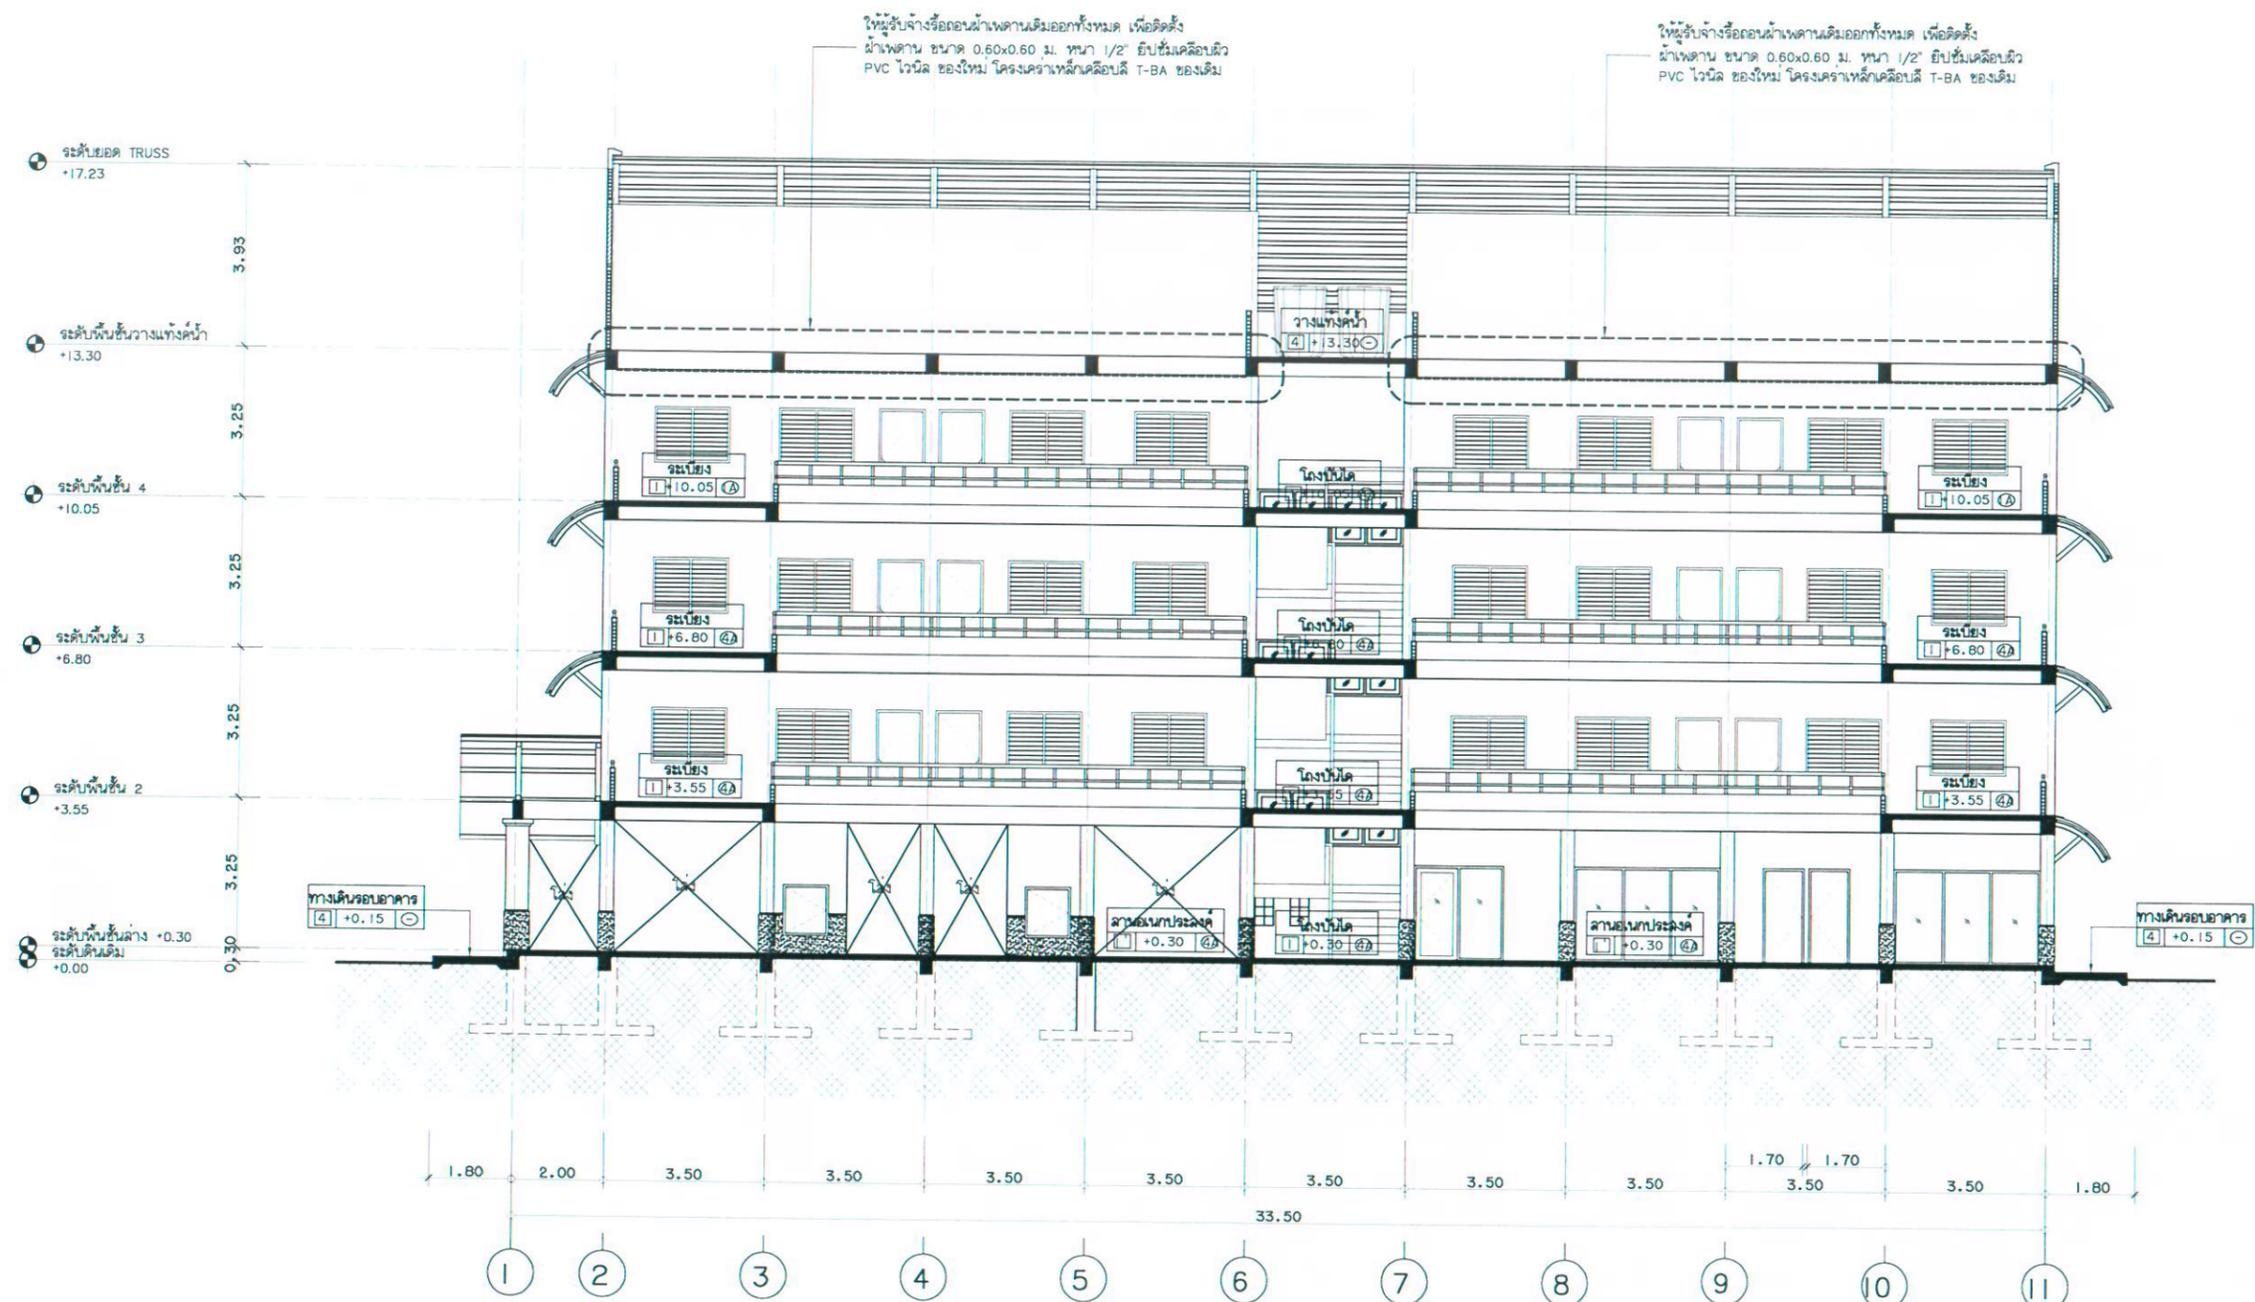 ให้ผู้รับจ้างรื้อถอนฝ้าเพดานเดิมออกทั้งหมด เพื่อติดตั้ง
ฝ้าเพดาน ขนาด 0.60x0.60 ม. หนา 1/2" ยิปซั่มเคลือบผิว
PVC ไวนิล ของใหม่ โครงเคร่าเหล็กเคลือบสี T-BA ของเดิม
ให้ผู้รับจ้างรื้อถอนฝ้าเพดานเดิมออกทั้งหมด เพื่อติดตั้ง
ฝ้าเพดาน ขนาด 0.60x0.60 ม. หนา 1/2" ยิปซั่มเคลือบผิว
PVC ไวนิล ของใหม่ โครงเคร่าเหล็กเคลือบสี T-BA ของเดิม
ระดับยอด TRUSS
+17.23
3.93
ระดับพื้นชั้นวางแท้งค์น้ำ
+13.30
วางแท้งค์น้ำ
4 +13.30 -
3.25
ระดับพื้นชั้น 4
+10.05
ระเบียง
1 +10.05 4A
โถงบันได
ระเบียง
1 +10.05 4A
3.25
ระดับพื้นชั้น 3
+6.80
ระเบียง
1 +6.80 4A
โถงบันได
+6.80 4A
ระเบียง
1 +6.80 4A
3.25
ระดับพื้นชั้น 2
+3.55
ระเบียง
1 +3.55 4A
โถงบันได
+3.55 4A
ระเบียง
1 +3.55 4A
3.25
โล่ง
โล่ง
โล่ง
โล่ง
โล่ง
ทางเดินรอบอาคาร
4 +0.15 -
ลานอเนกประสงค์
1 +0.30 4A
โถงบันได
1 +0.30 4A
ลานอเนกประสงค์
1 +0.30 4A
ทางเดินรอบอาคาร
4 +0.15 -
ระดับพื้นชั้นล่าง +0.30
ระดับดินเดิม
+0.00
0.30
1.80 2.00 3.50 3.50 3.50 3.50 3.50 3.50 3.50 1.70 1.70 3.50 3.50 1.80
33.50
1 2 3 4 5 6 7 8 9 10 11